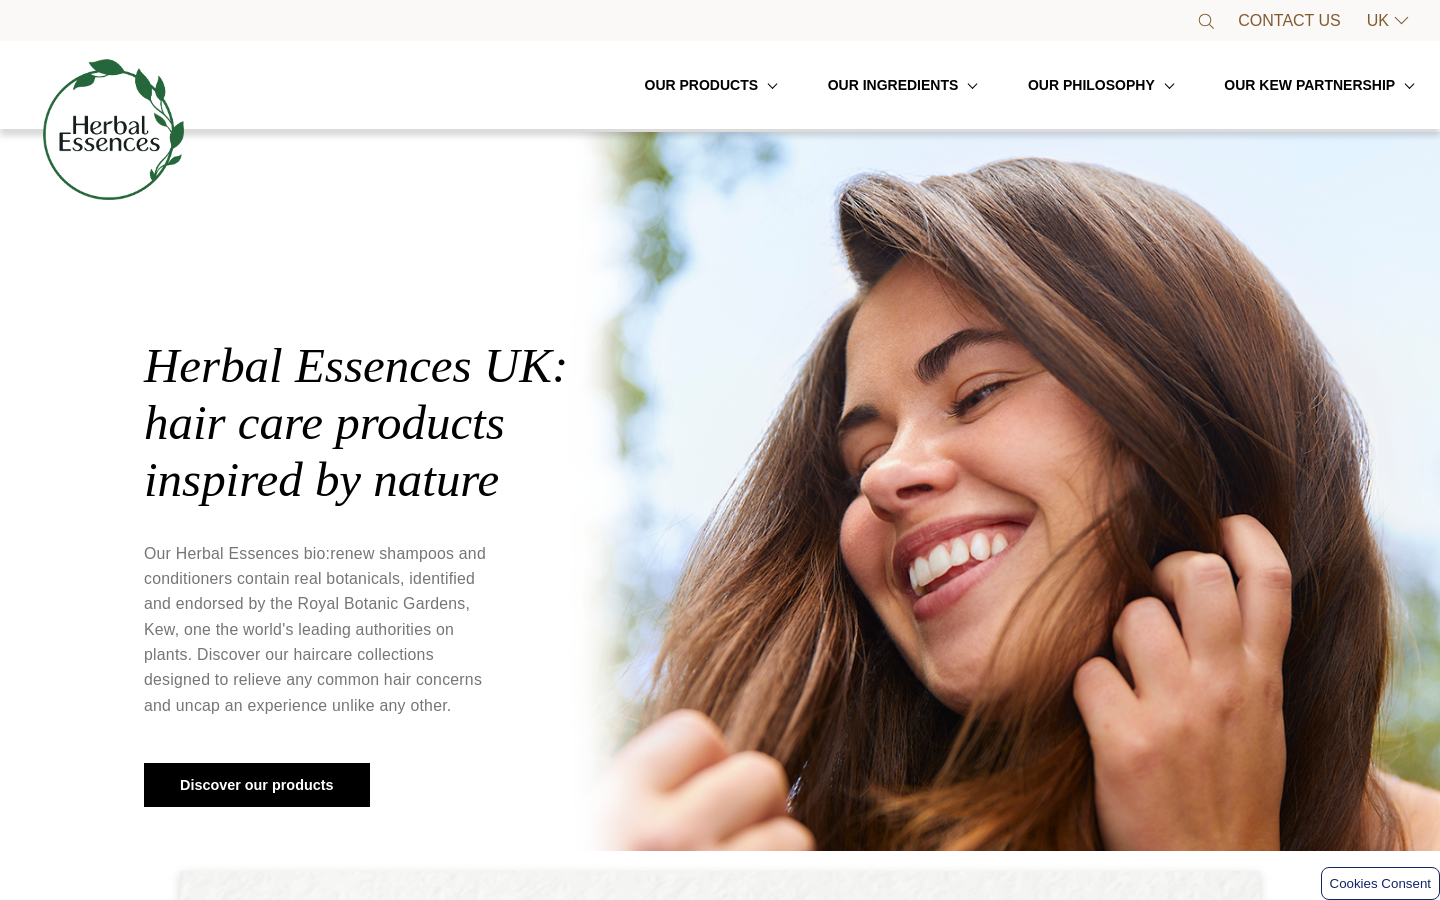 CONTACT US UK
OUR PRODUCTS OUR INGREDIENTS OUR PHILOSOPHY OUR KEW PARTNERSHIP
Herbal
Essences
Herbal Essences UK:
hair care products
inspired by nature
Our Herbal Essences bio:renew shampoos and
conditioners contain real botanicals, identified
and endorsed by the Royal Botanic Gardens,
Kew, one the world's leading authorities on
plants. Discover our haircare collections
designed to relieve any common hair concerns
and uncap an experience unlike any other.
Discover our products
Cookies Consent